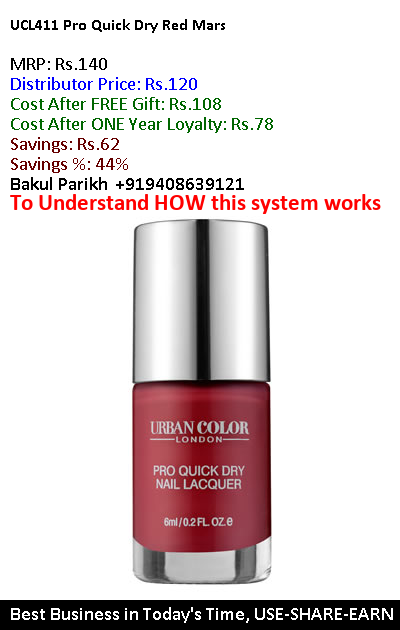 UCL411 Pro Quick Dry Red Mars
MRP: Rs.140
Distributor Price: Rs.120
Cost After FREE Gift: Rs.108
Cost After ONE Year Loyalty: Rs.78
Savings: Rs.62
Savings %: 44%
Bakul Parikh +919408639121
To Understand HOW this system works
URBAN COLOR
LONDON
PRO QUICK DRY
NAIL LACQUER
6ml/0.2 FL. OZ.℮
Best Business in Today's Time, USE-SHARE-EARN